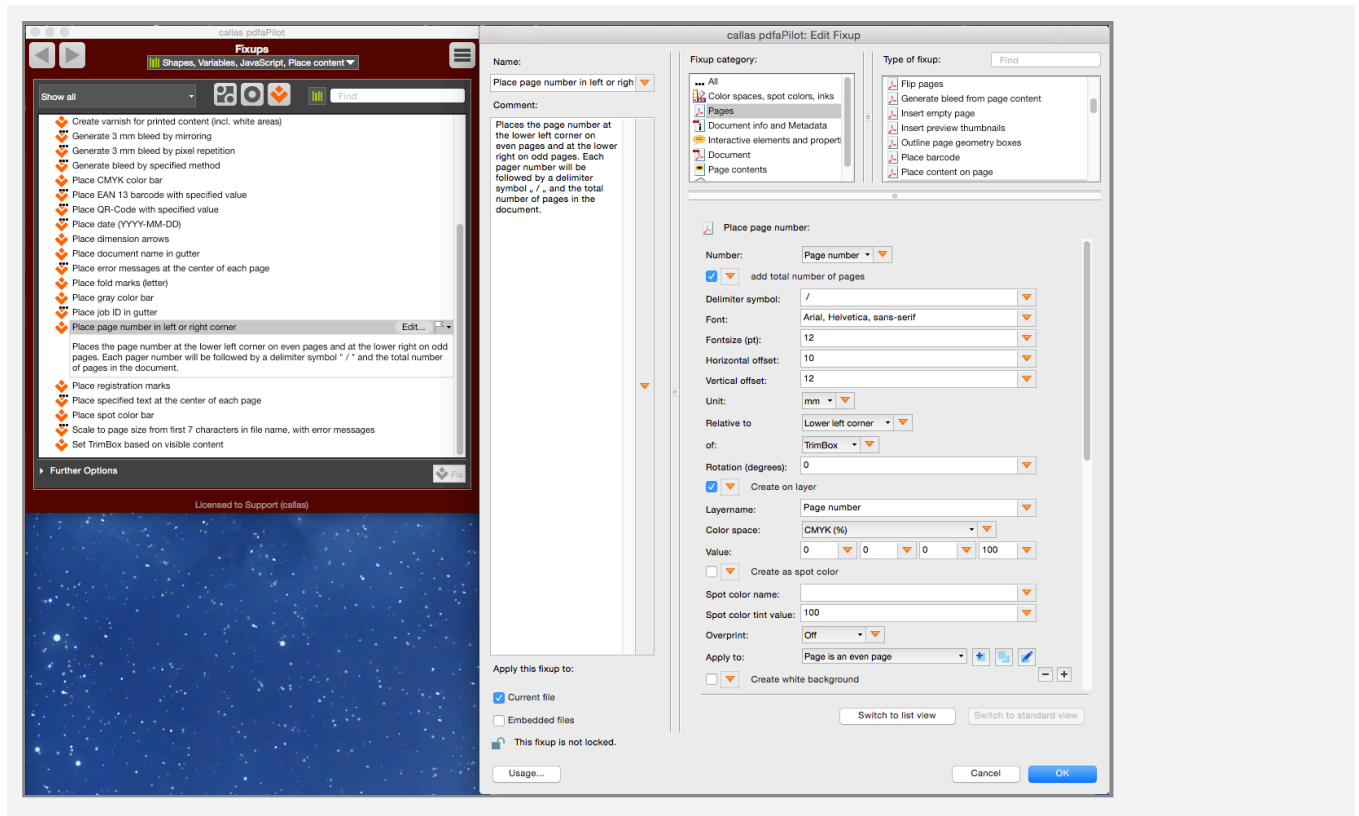 callas pdfaPilot
Fixups
Shapes, Variables, JavaScript, Place content
Show all
Find
Create varnish for printed content (incl. white areas)
Generate 3 mm bleed by mirroring
Generate 3 mm bleed by pixel repetition
Generate bleed by specified method
Place CMYK color bar
Place EAN 13 barcode with specified value
Place QR-Code with specified value
Place date (YYYY-MM-DD)
Place dimension arrows
Place document name in gutter
Place error messages at the center of each page
Place fold marks (letter)
Place gray color bar
Place job ID in gutter
Place page number in left or right corner
Edit...
Places the page number at the lower left corner on even pages and at the lower right on odd
pages. Each pager number will be followed by a delimiter symbol " / " and the total number
of pages in the document.
Place registration marks
Place specified text at the center of each page
Place spot color bar
Scale to page size from first 7 characters in file name, with error messages
Set TrimBox based on visible content
Further Options
Fix
Licensed to Support (callas)
callas pdfaPilot: Edit Fixup
Name:
Place page number in left or righ
Comment:
Places the page number at
the lower left corner on
even pages and at the lower
right on odd pages. Each
pager number will be
followed by a delimiter
symbol „ / „ and the total
number of pages in the
document.
Apply this fixup to:
Current file
Embedded files
This fixup is not locked.
Usage...
Fixup category:
... All
Color spaces, spot colors, inks
Pages
Document info and Metadata
Interactive elements and properti
Document
Page contents
Type of fixup:
Find
Flip pages
Generate bleed from page content
Insert empty page
Insert preview thumbnails
Outline page geometry boxes
Place barcode
Place content on page
Place page number:
Number: Page number
add total number of pages
Delimiter symbol: /
Font: Arial, Helvetica, sans-serif
Fontsize (pt): 12
Horizontal offset: 10
Vertical offset: 12
Unit: mm
Relative to Lower left corner
of: TrimBox
Rotation (degrees): 0
Create on layer
Layername: Page number
Color space: CMYK (%)
Value: 0 0 0 100
Create as spot color
Spot color name:
Spot color tint value: 100
Overprint: Off
Apply to: Page is an even page
Create white background
Switch to list view
Switch to standard view
Cancel
OK